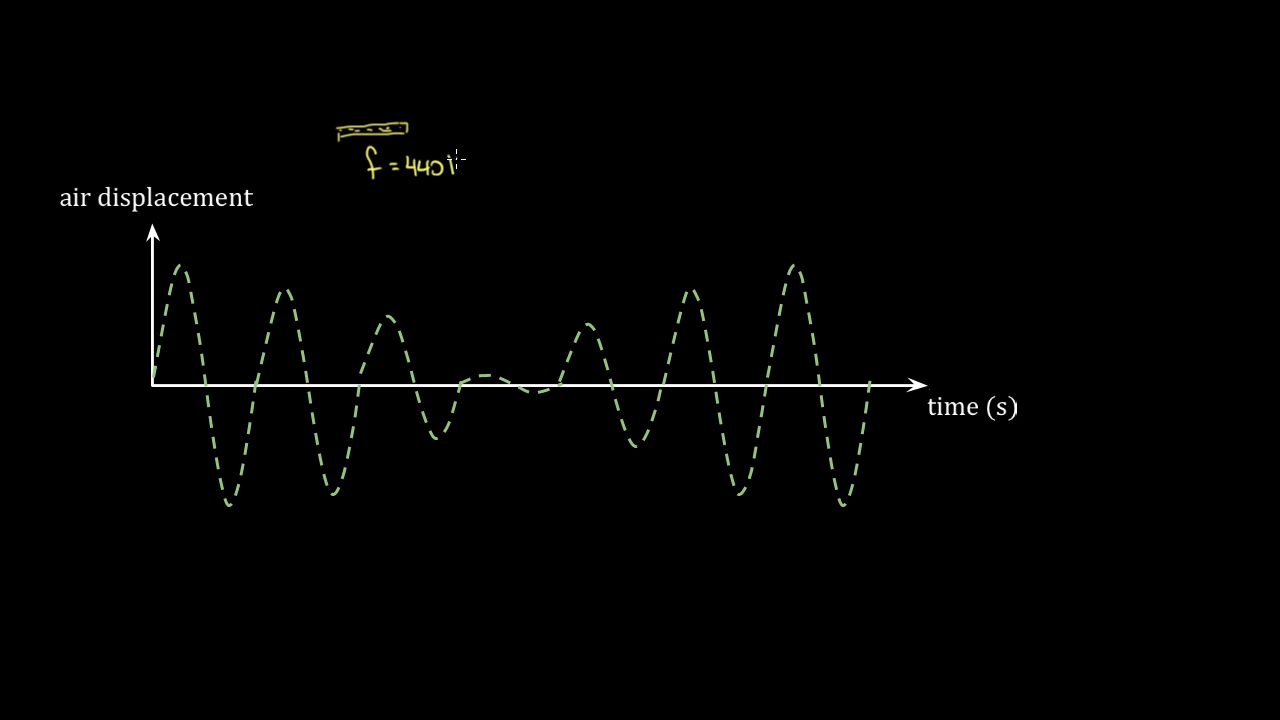 f = 440
air displacement
time (s)